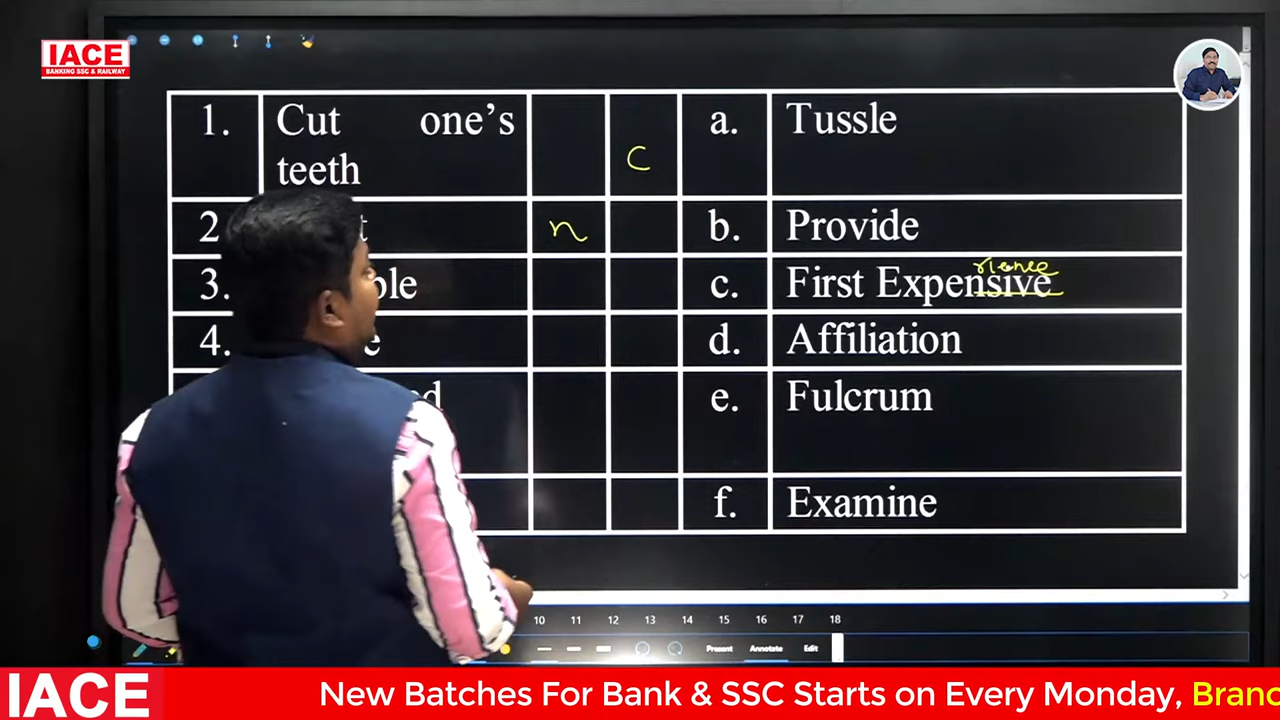 IACE
BANKING SSC & RAILWAY
1. Cut one's teeth C a. Tussle
2 n b. Provide
rience
3. c. First Expensive
4. d. Affiliation
e. Fulcrum
f. Examine
10 11 12 13 14 15 16 17 18
Present Annotate Edit
IACE New Batches For Bank & SSC Starts on Every Monday,